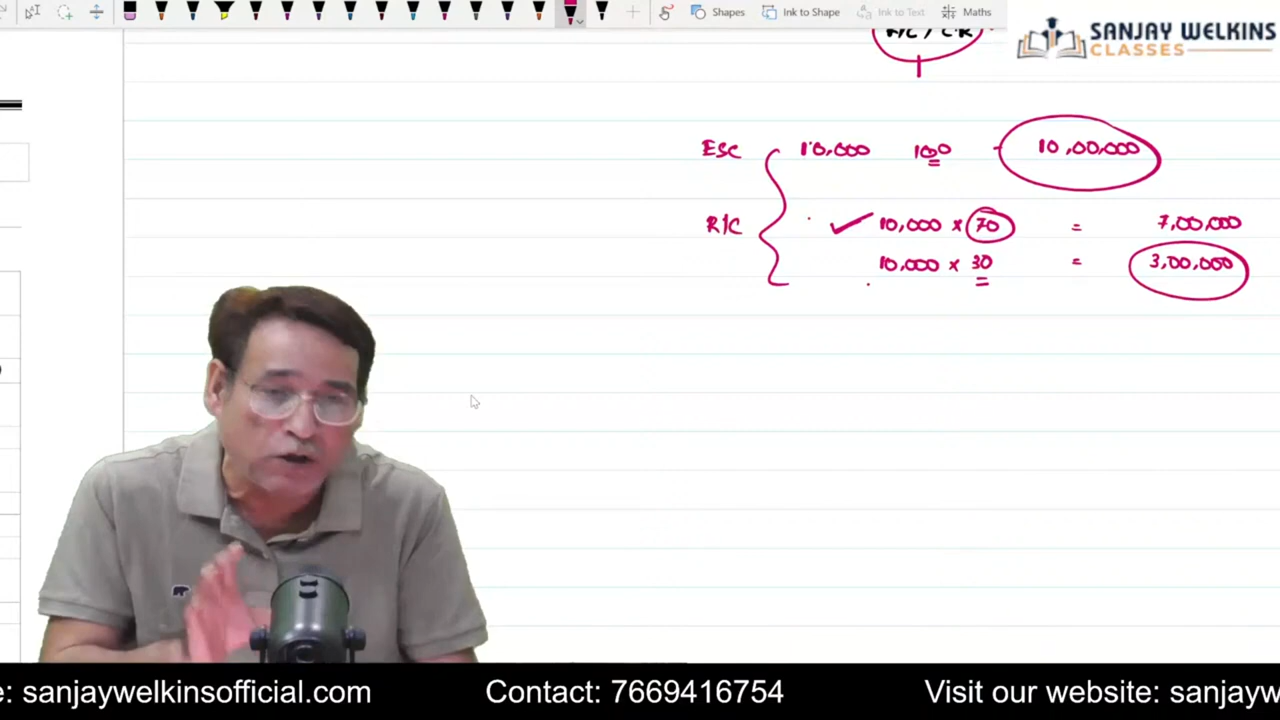 Shapes Ink to Shape Ink to Text Maths
SANJAY WELKINS
CLASSES
R/C / C.R
ESC 10,000 100 - 10,00,000
R/C ✓ 10,000 × 70 = 7,00,000
10,000 × 30 = 3,00,000
e: sanjaywelkinsofficial.com Contact: 7669416754 Visit our website: sanjayw